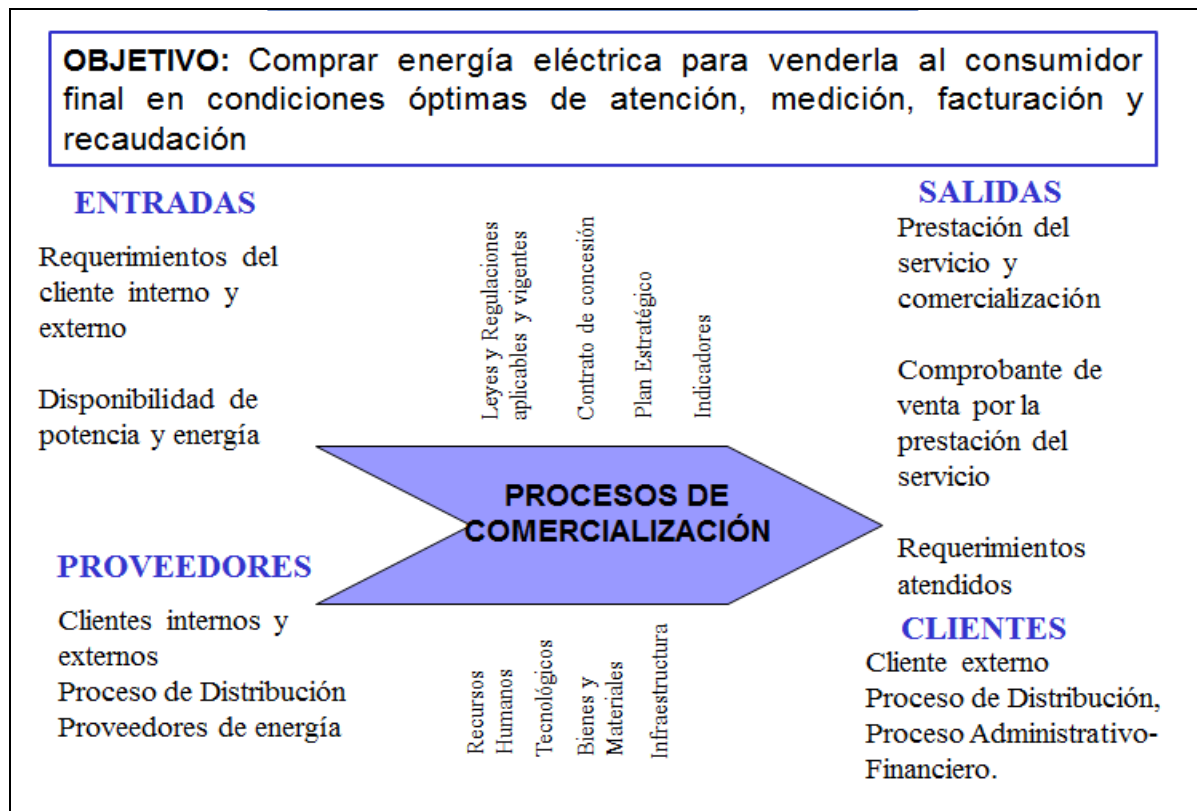 OBJETIVO: Comprar energía eléctrica para venderla al consumidor
final en condiciones óptimas de atención, medición, facturación y
recaudación
ENTRADAS
Requerimientos del
cliente interno y
externo
Disponibilidad de
potencia y energía
PROVEEDORES
Clientes internos y
externos
Proceso de Distribución
Proveedores de energía
Leyes y Regulaciones
aplicables y vigentes
Contrato de concesión
Plan Estratégico
Indicadores
PROCESOS DE
COMERCIALIZACIÓN
Recursos
Humanos
Tecnológicos
Bienes y
Materiales
Infraestructura
SALIDAS
Prestación del
servicio y
comercialización
Comprobante de
venta por la
prestación del
servicio
Requerimientos
atendidos
CLIENTES
Cliente externo
Proceso de Distribución,
Proceso Administrativo-
Financiero.